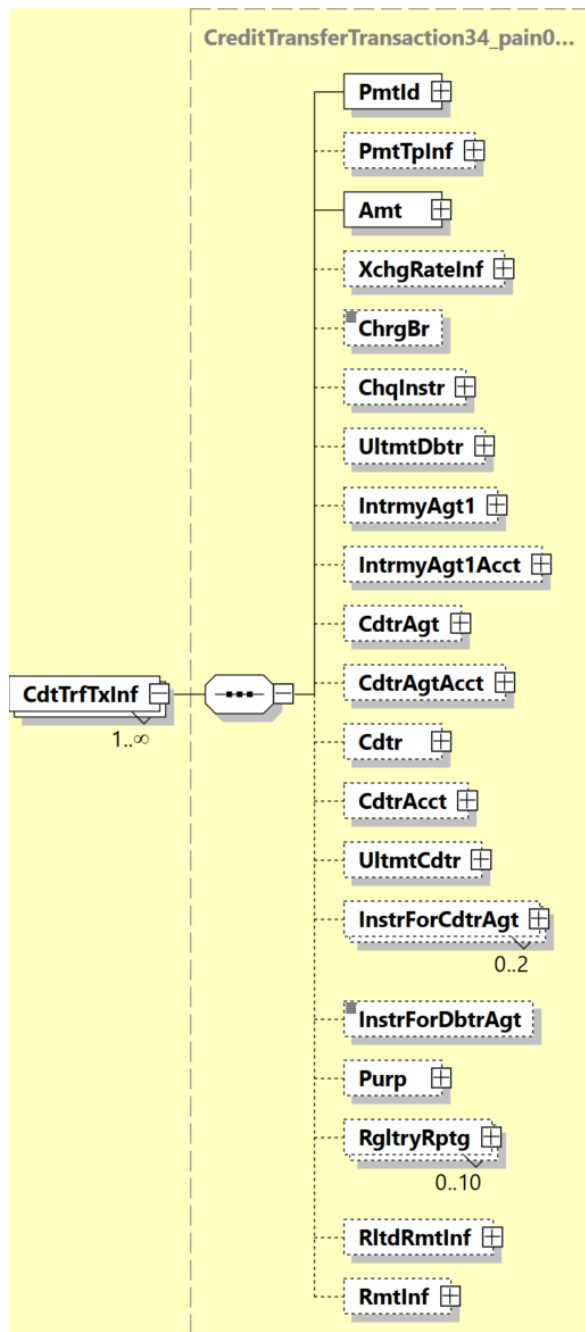 CreditTransferTransaction34_pain0...
PmtId
PmtTpInf
Amt
XchgRateInf
ChrgBr
ChqInstr
UltmtDbtr
IntrmyAgt1
IntrmyAgt1Acct
CdtrAgt
CdtrAgtAcct
CdtTrfTxInf
1..∞
Cdtr
CdtrAcct
UltmtCdtr
InstrForCdtrAgt
0..2
InstrForDbtrAgt
Purp
RgltryRptg
0..10
RltdRmtInf
RmtInf